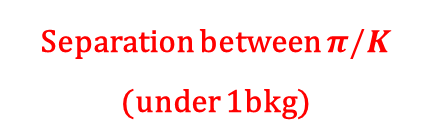 Separation between π/K
(under 1bkg)